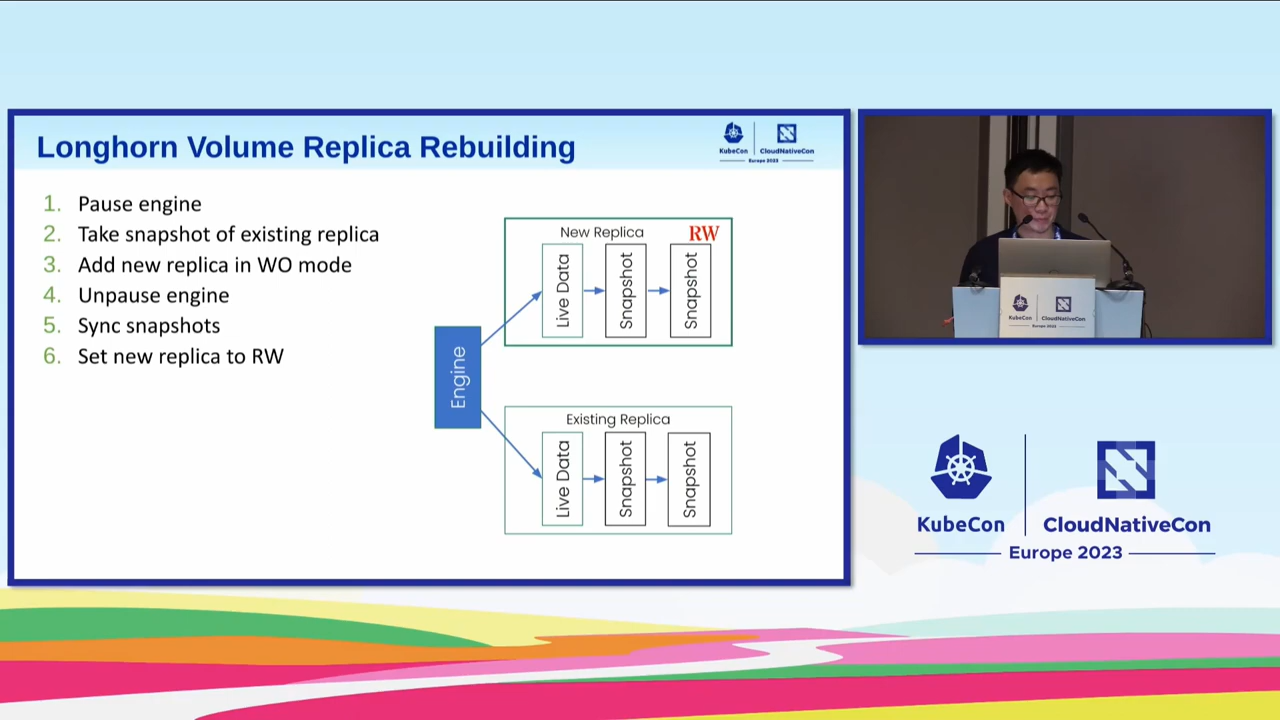 Longhorn Volume Replica Rebuilding
KubeCon
CloudNativeCon
Europe 2023
1. Pause engine
2. Take snapshot of existing replica
3. Add new replica in WO mode
4. Unpause engine
5. Sync snapshots
6. Set new replica to RW
New Replica
RW
Live Data
Snapshot
Snapshot
Engine
Existing Replica
Live Data
Snapshot
Snapshot
KubeCon
CloudNativeCon
Europe 2023
KubeCon
CloudNativeCon
Europe 2023